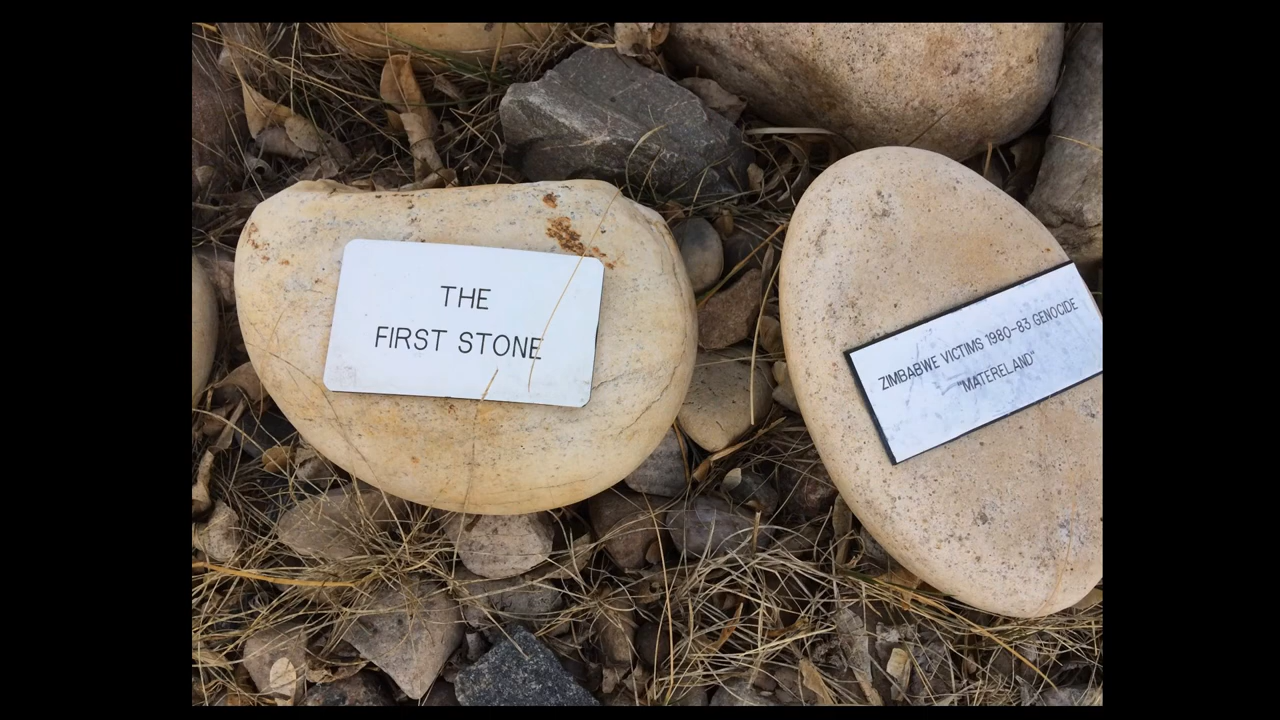 THE
FIRST STONE
ZIMBABWE VICTIMS 1980-83 GENOCIDE
"MATERELAND"